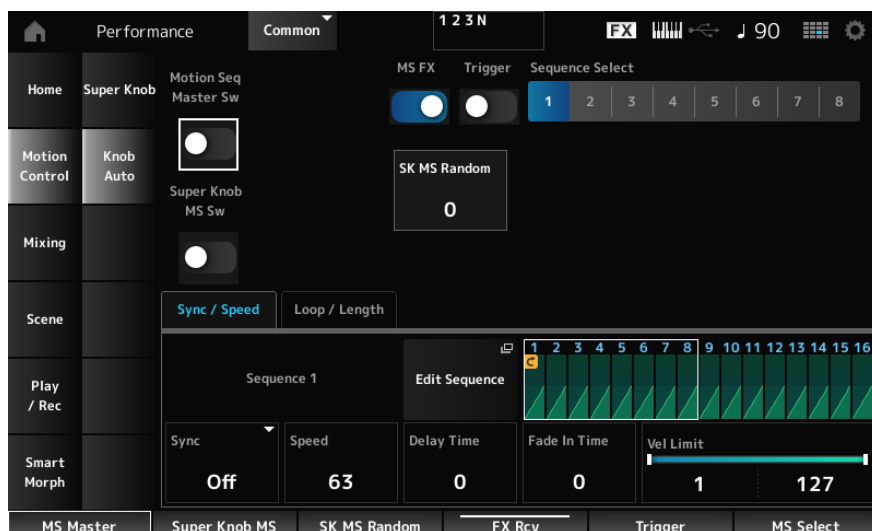 Performance
Common
1 2 3 N
FX
90
Home
Super Knob
Motion Seq
Master Sw
MS FX
Trigger
Sequence Select
1 2 3 4 5 6 7 8
Motion
Control
Knob
Auto
Super Knob
MS Sw
SK MS Random
0
Mixing
Scene
Sync / Speed
Loop / Length
Play
/ Rec
Sequence 1
Edit Sequence
1 2 3 4 5 6 7 8 9 10 11 12 13 14 15 16
C
Smart
Morph
Sync
Off
Speed
63
Delay Time
0
Fade In Time
0
Vel Limit
1 127
MS Master
Super Knob MS
SK MS Random
FX Rcv
Trigger
MS Select